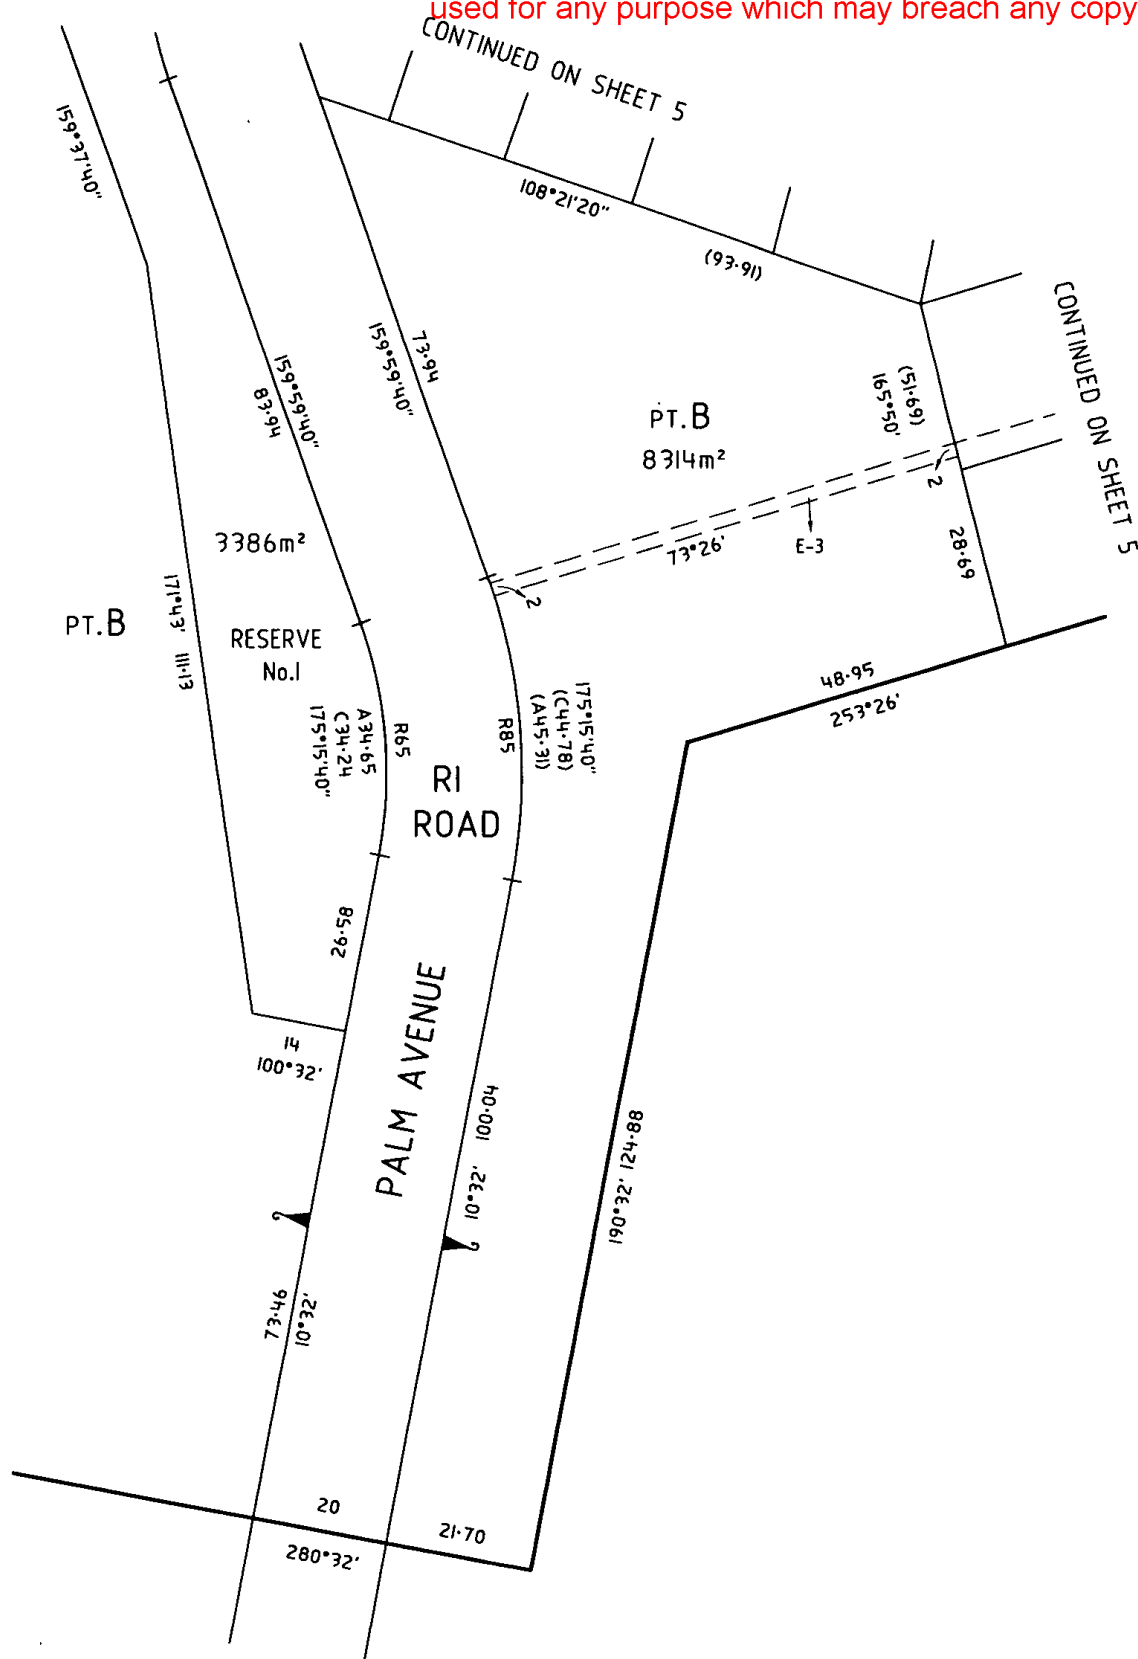 used for any purpose which may breach any copy
CONTINUED ON SHEET 5
159°37'40"
108°21'20"
(93·91)
CONTINUED ON SHEET 5
73·94
159°59'40"
159°59'40"
83·94
(51·69)
165°50'
PT.B
8314m²
2
73°26'
E-3
28·69
2
3386m²
171°43' 111·13
PT.B
RESERVE
No.1
48·95
253°26'
175°15'40"
(C44·78)
(A45·31)
R85
R65
A34·65
C34·24
175°15'40"
R1
ROAD
26·58
14
100°32'
PALM AVENUE
10°32' 100·04
190°32' 124·88
73·46
10°32'
20
21·70
280°32'